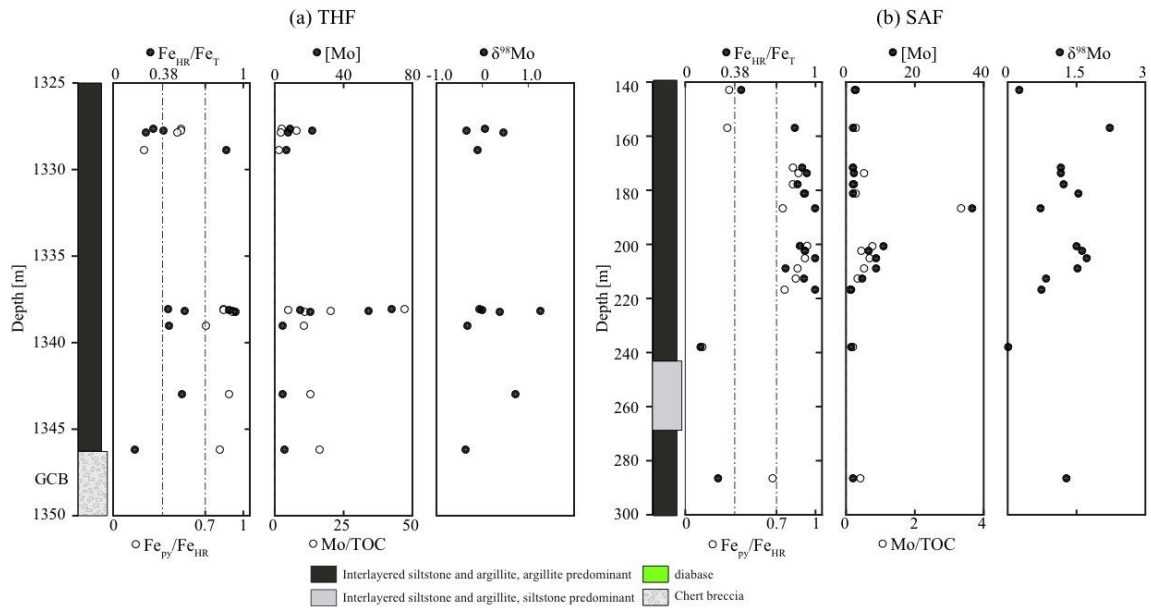 (a) THF
(b) SAF
Fe_HR/Fe_T
[Mo]
δ⁹⁸Mo
Fe_HR/Fe_T
[Mo]
δ⁹⁸Mo
0 0.38 1 0 40 80 -1.0 0 1.0
0 0.38 1 0 20 40 0 1.5 3
1325
1330
1335
1340
1345
GCB
1350
Depth [m]
140
160
181
200
220
240
260
280
300
Depth [m]
0 0.7 1 0 25 50
0 0.7 1 0 2 4
Fe_py/Fe_HR
Mo/TOC
Fe_py/Fe_HR
Mo/TOC
Interlayered siltstone and argillite, argillite predominant
diabase
Interlayered siltstone and argillite, siltstone predominant
Chert breccia